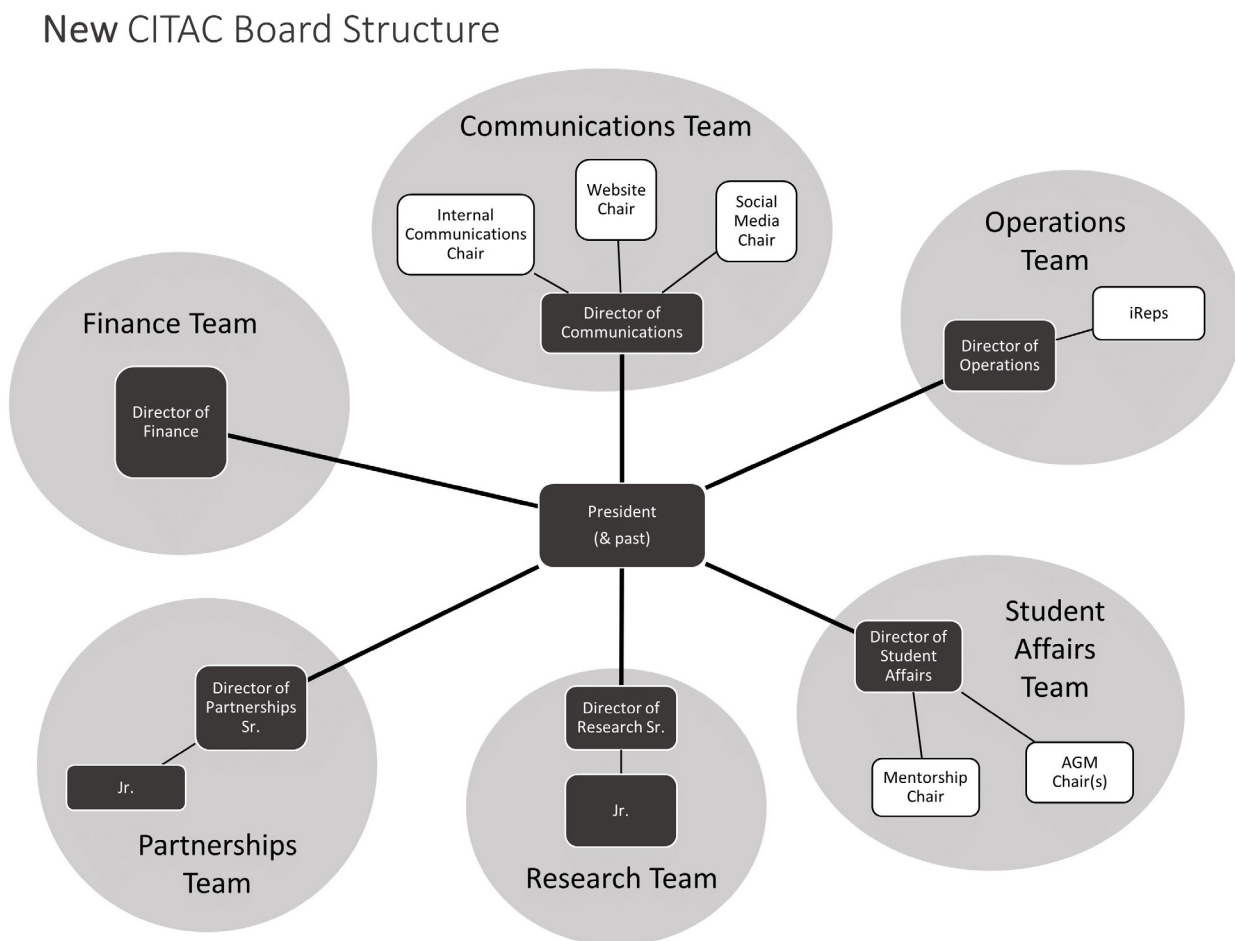 New CITAC Board Structure
Communications Team
Internal
Communications
Chair
Website
Chair
Social
Media
Chair
Director of
Communications
Operations
Team
iReps
Director of
Operations
Finance Team
Director of
Finance
President
(& past)
Student
Affairs
Team
Director of
Student
Affairs
Mentorship
Chair
AGM
Chair(s)
Director of
Partnerships
Sr.
Jr.
Partnerships
Team
Director of
Research Sr.
Jr.
Research Team